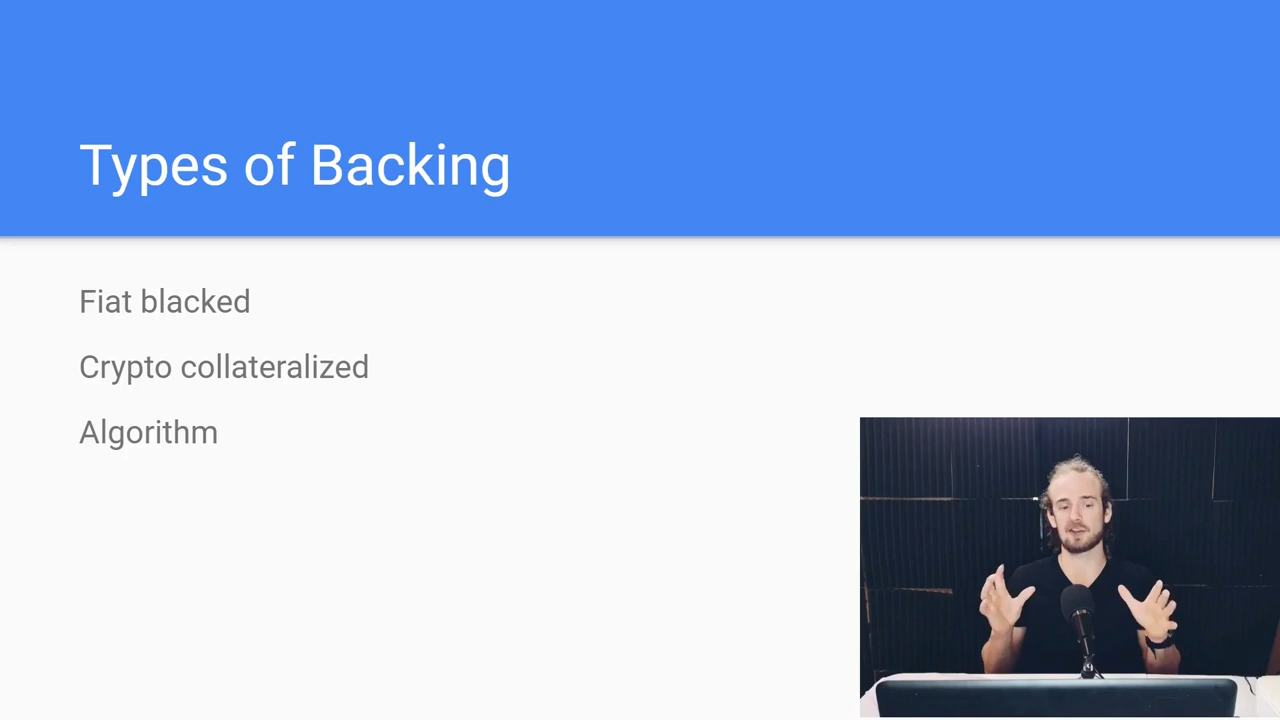 Types of Backing
Fiat blacked
Crypto collateralized
Algorithm